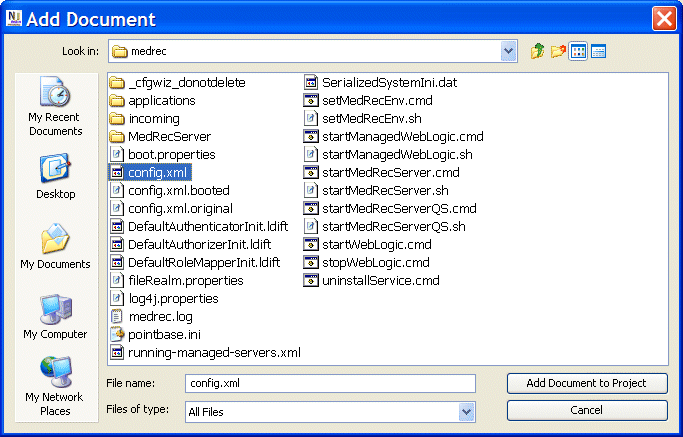 Add Document
Look in:
medrec
My Recent
Documents
Desktop
My Documents
My Computer
My Network
Places
_cfgwiz_donotdelete
applications
incoming
MedRecServer
boot.properties
config.xml
config.xml.booted
config.xml.original
DefaultAuthenticatorInit.ldift
DefaultAuthorizerInit.ldift
DefaultRoleMapperInit.ldift
fileRealm.properties
log4j.properties
medrec.log
pointbase.ini
running-managed-servers.xml
SerializedSystemIni.dat
setMedRecEnv.cmd
setMedRecEnv.sh
startManagedWebLogic.cmd
startManagedWebLogic.sh
startMedRecServer.cmd
startMedRecServer.sh
startMedRecServerQS.cmd
startMedRecServerQS.sh
startWebLogic.cmd
stopWebLogic.cmd
uninstallService.cmd
File name:
config.xml
Add Document to Project
Files of type:
All Files
Cancel